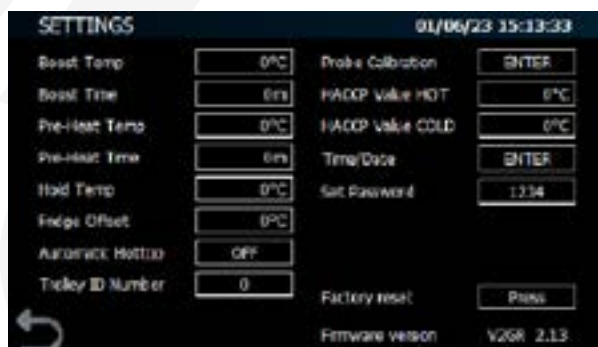 SETTINGS
01/06/23 15:13:33
Boost Temp 0°C
Boost Time 0m
Pre-Heat Temp 0°C
Pre-Heat Time 0m
Hold Temp 0°C
Fridge Offset 0°C
Automatic Hottop OFF
Trolley ID Number 0
Probe Calibration ENTER
HACCP Value HOT 0°C
HACCP Value COLD 0°C
Time/Date ENTER
Set Password 1234
Factory reset Press
Firmware version V2GR 2.13